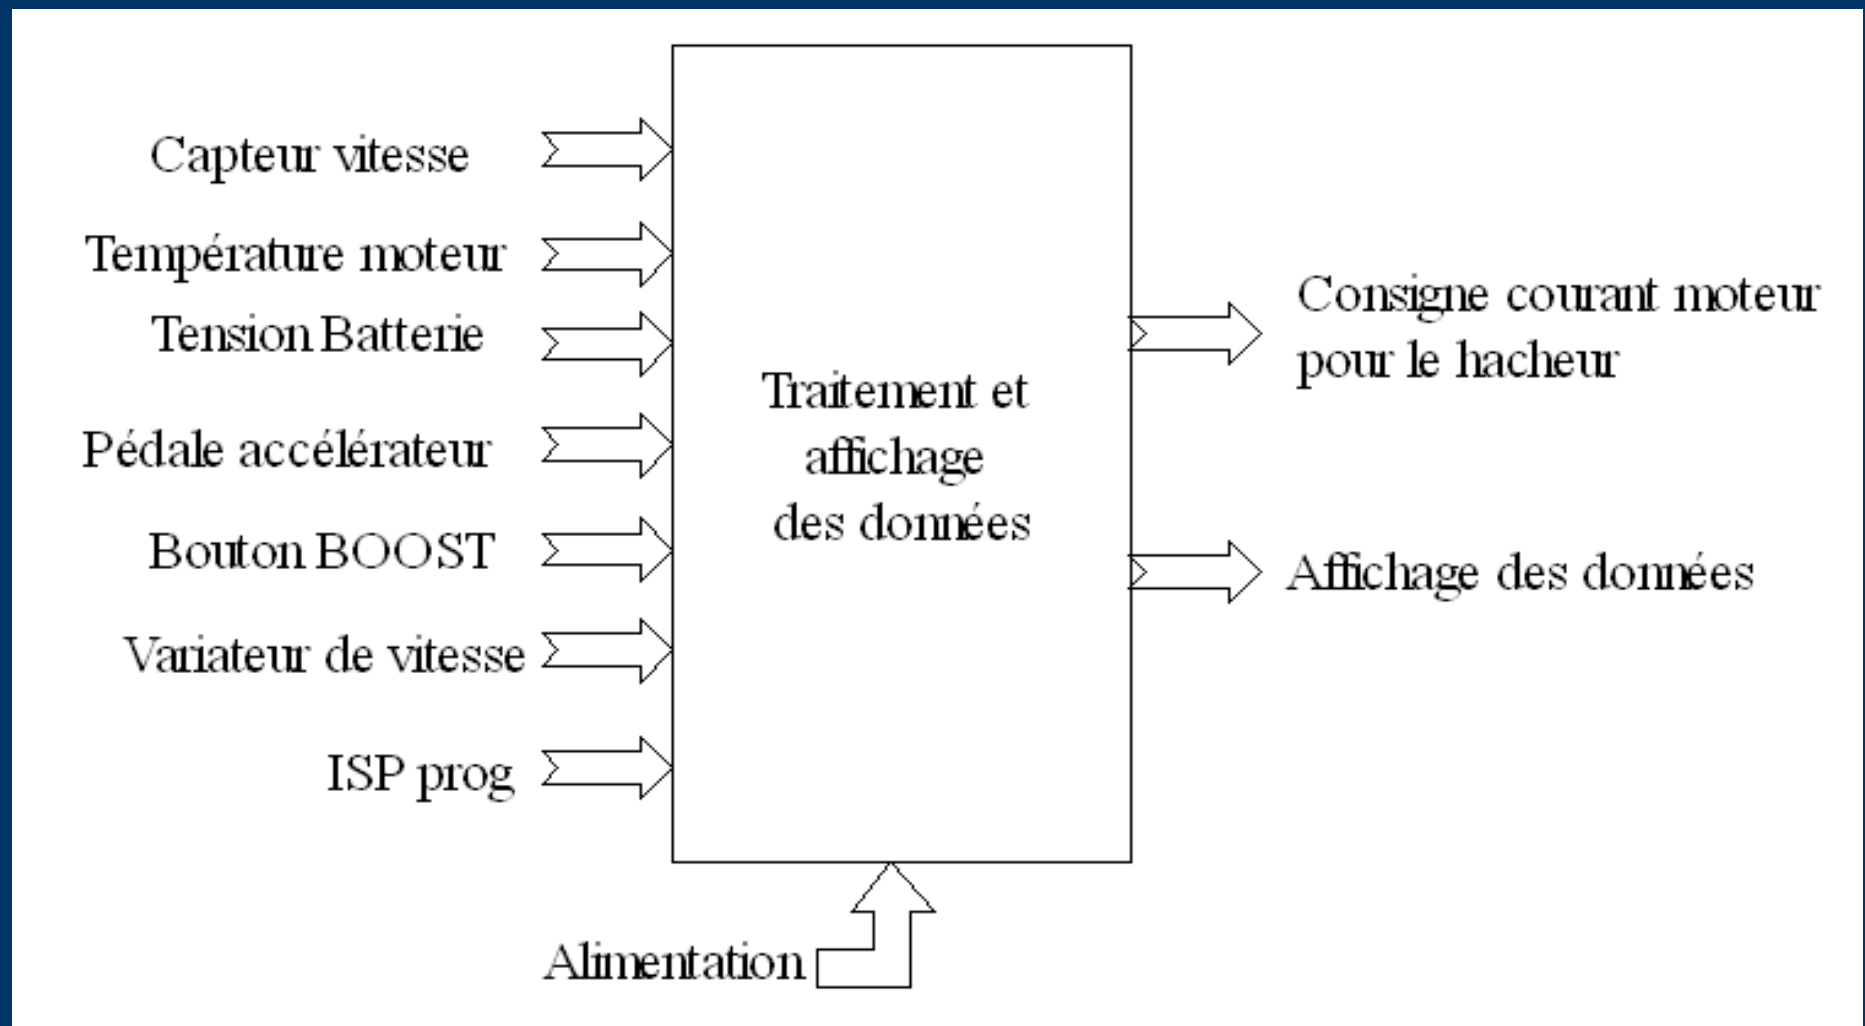 Capteur vitesse
Température moteur
Tension Batterie
Pédale accélérateur
Bouton BOOST
Variateur de vitesse
ISP prog
Traitement et
affichage
des données
Consigne courant moteur
pour le hacheur
Affichage des données
Alimentation